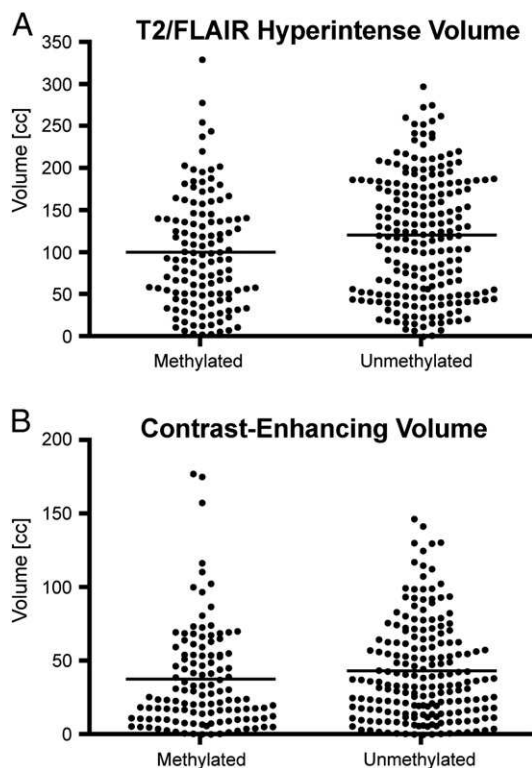 A
T2/FLAIR Hyperintense Volume
Volume [cc]
350
300
250
200
150
100
50
0
Methylated
Unmethylated
B
Contrast-Enhancing Volume
Volume [cc]
200
150
100
50
0
Methylated
Unmethylated